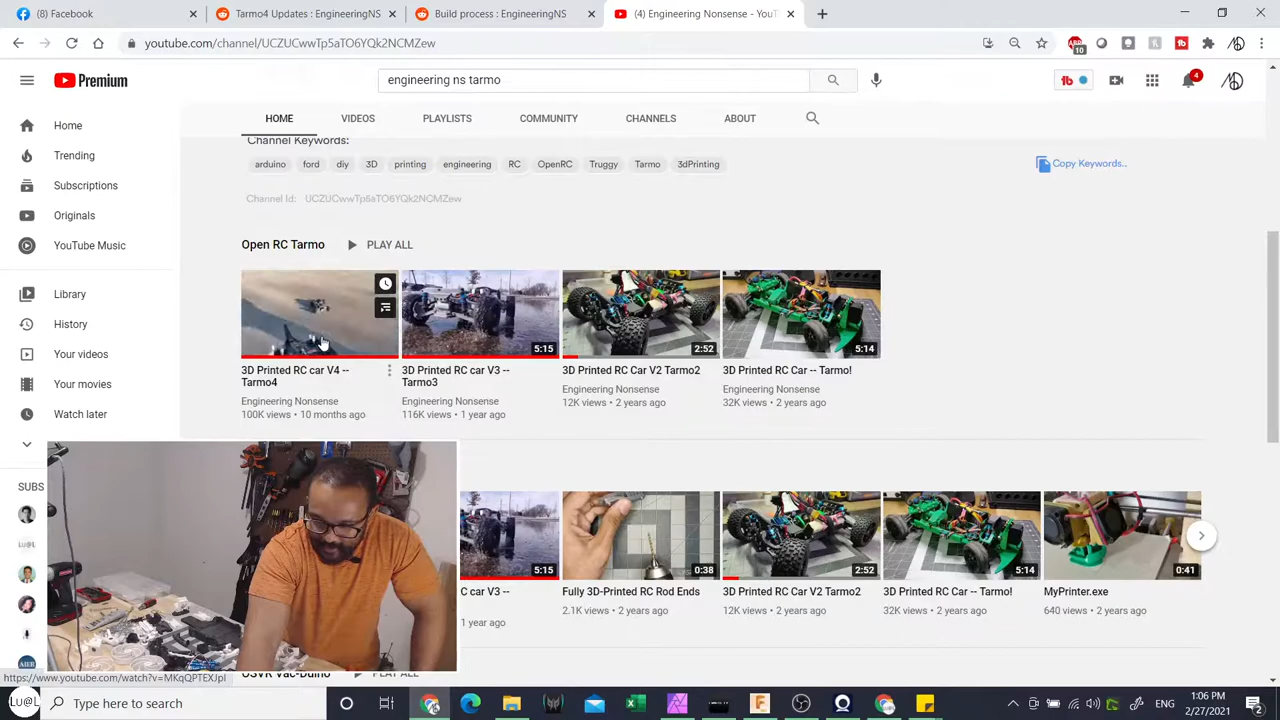 (8) Facebook
Tarmo4 Updates : EngineeringNS
Build process : EngineeringNS
(4) Engineering Nonsense - YouT
youtube.com/channel/UCZUCwwTp5aTO6YQk2NCMZew
10
Premium
engineering ns tarmo
4
Home
Trending
Subscriptions
Originals
YouTube Music
Library
History
Your videos
Your movies
Watch later
SUBS
HOME
VIDEOS
PLAYLISTS
COMMUNITY
CHANNELS
ABOUT
Channel Keywords:
arduino
ford
diy
3D
printing
engineering
RC
OpenRC
Truggy
Tarmo
3dPrinting
Copy Keywords..
Channel Id: UCZUCwwTp5aTO6YQk2NCMZew
Open RC Tarmo
PLAY ALL
3D Printed RC car V4 --
Tarmo4
Engineering Nonsense
100K views • 10 months ago
5:15
3D Printed RC car V3 --
Tarmo3
Engineering Nonsense
116K views • 1 year ago
2:52
3D Printed RC Car V2 Tarmo2
Engineering Nonsense
12K views • 2 years ago
5:14
3D Printed RC Car -- Tarmo!
Engineering Nonsense
32K views • 2 years ago
5:15
C car V3 --
1 year ago
0:38
Fully 3D-Printed RC Rod Ends
2.1K views • 2 years ago
2:52
3D Printed RC Car V2 Tarmo2
12K views • 2 years ago
5:14
3D Printed RC Car -- Tarmo!
32K views • 2 years ago
0:41
MyPrinter.exe
640 views • 2 years ago
PLAY ALL
https://www.youtube.com/watch?v=MKqQPTEXJpI
LU@L
Type here to search
1:06 PM
2/27/2021
2